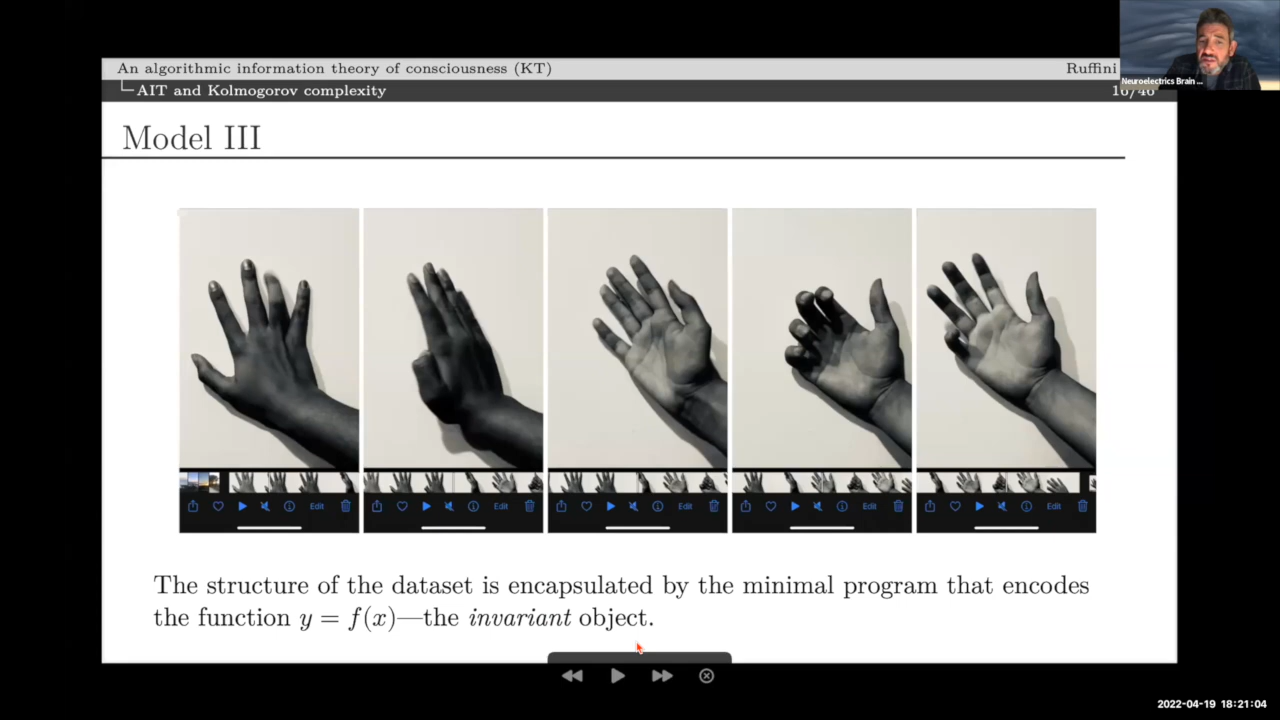 An algorithmic information theory of consciousness (KT)
Ruffini
Neuroelectrics Brain ...
AIT and Kolmogorov complexity
16/46
Model III
Edit
Edit
Edit
Edit
Edit
The structure of the dataset is encapsulated by the minimal program that encodes
the function y = f(x)—the invariant object.
2022-04-19 18:21:04